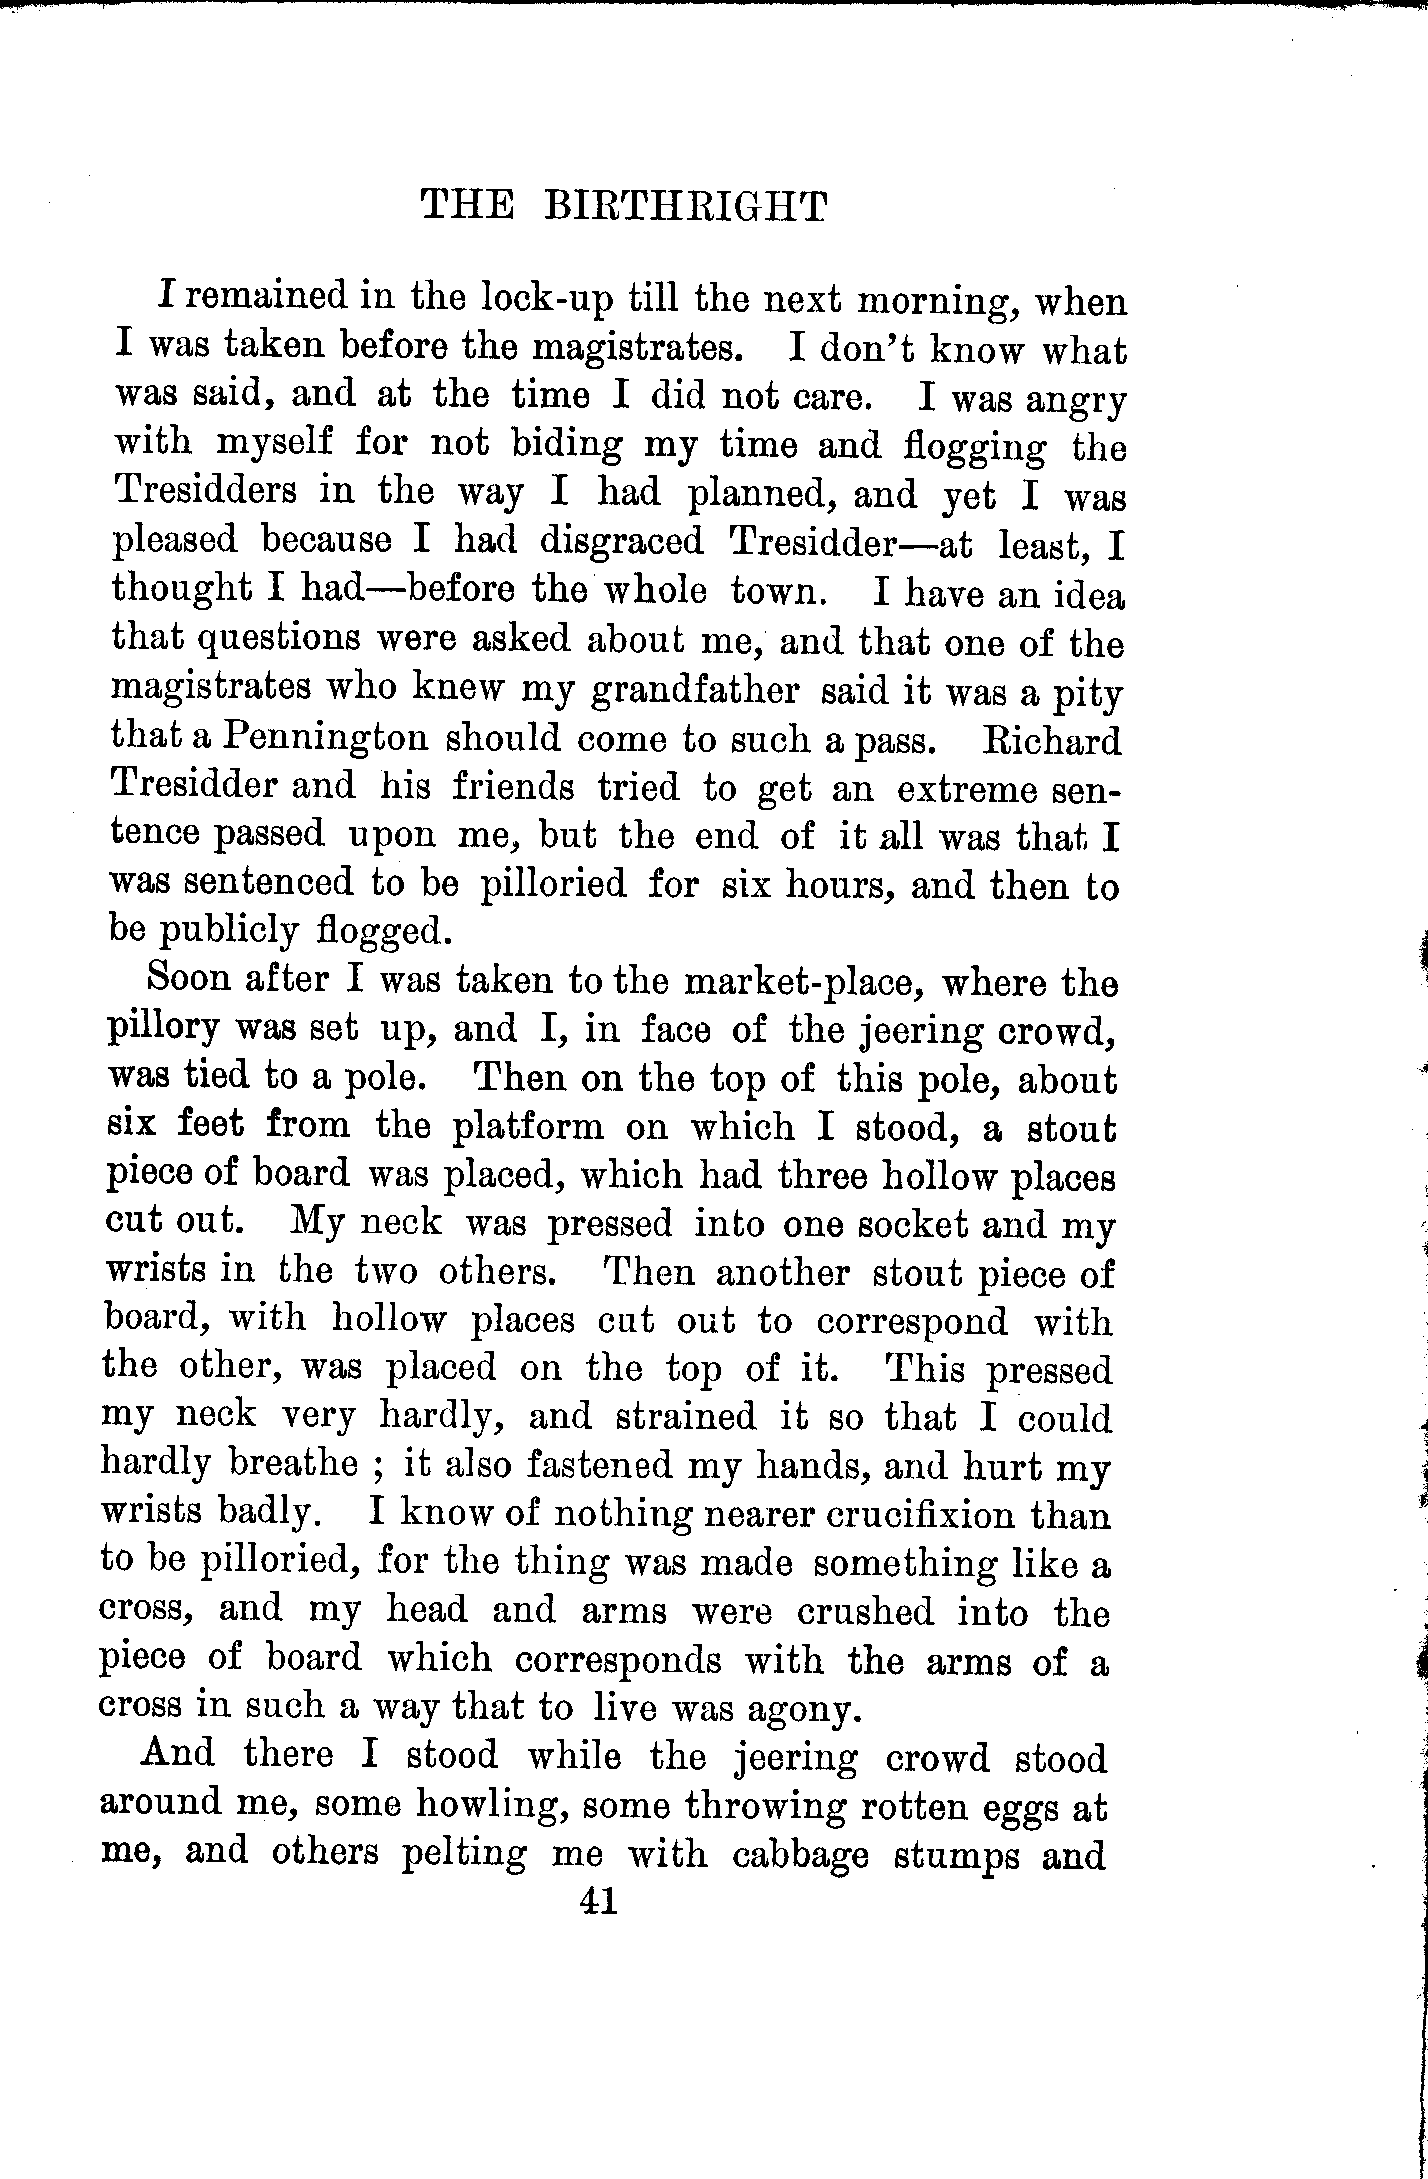 THE BIRTHRIGHT
I remained in the lock-up till the next morning, when
I was taken before the magistrates. I don't know what
was said, and at the time I did not care. I was angry
with myself for not biding my time and flogging the
Tresidders in the way I had planned, and yet I was
pleased because I had disgraced Tresidder—at least, I
thought I had—before the whole town. I have an idea
that questions were asked about me, and that one of the
magistrates who knew my grandfather said it was a pity
that a Pennington should come to such a pass. Richard
Tresidder and his friends tried to get an extreme sen-
tence passed upon me, but the end of it all was that I
was sentenced to be pilloried for six hours, and then to
be publicly flogged.
Soon after I was taken to the market-place, where the
pillory was set up, and I, in face of the jeering crowd,
was tied to a pole. Then on the top of this pole, about
six feet from the platform on which I stood, a stout
piece of board was placed, which had three hollow places
cut out. My neck was pressed into one socket and my
wrists in the two others. Then another stout piece of
board, with hollow places cut out to correspond with
the other, was placed on the top of it. This pressed
my neck very hardly, and strained it so that I could
hardly breathe ; it also fastened my hands, and hurt my
wrists badly. I know of nothing nearer crucifixion than
to be pilloried, for the thing was made something like a
cross, and my head and arms were crushed into the
piece of board which corresponds with the arms of a
cross in such a way that to live was agony.
And there I stood while the jeering crowd stood
around me, some howling, some throwing rotten eggs at
me, and others pelting me with cabbage stumps and
41